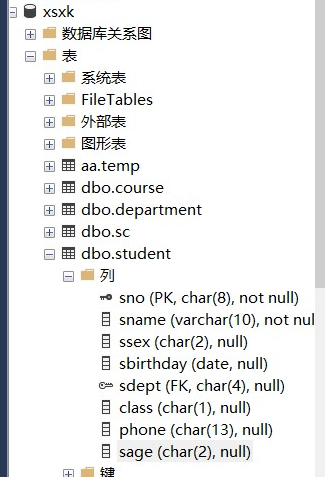 xsxk
数据库关系图
表
系统表
FileTables
外部表
图形表
aa.temp
dbo.course
dbo.department
dbo.sc
dbo.student
列
sno (PK, char(8), not null)
sname (varchar(10), not nul
ssex (char(2), null)
sbirthday (date, null)
sdept (FK, char(4), null)
class (char(1), null)
phone (char(13), null)
sage (char(2), null)
键